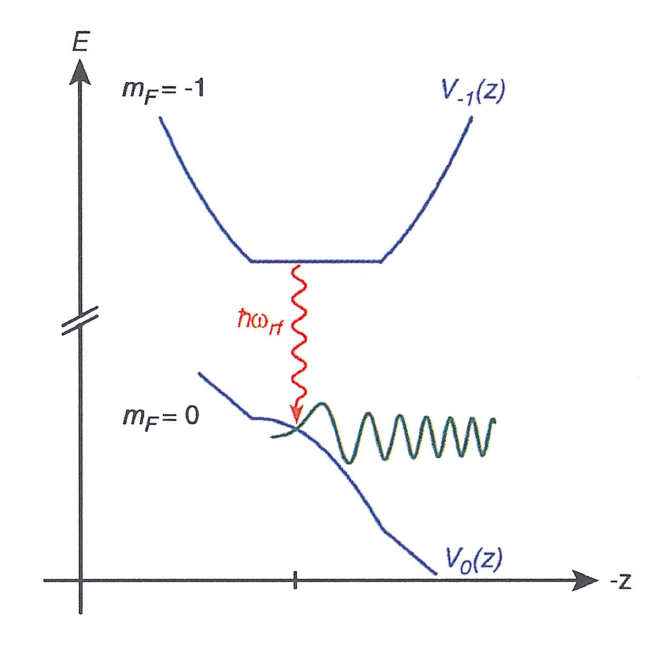 E
m_F = -1
V_-1(z)
ħω_rf
m_F = 0
V_0(z)
-z